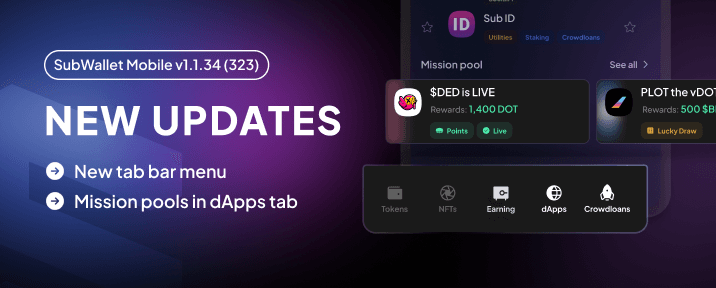 SubWallet Mobile v1.1.34 (323)
NEW UPDATES
New tab bar menu
Mission pools in dApps tab
Sub ID
Utilities Staking Crowdloans
Mission pool See all
$DED is LIVE
Rewards: 1,400 DOT
Points Live
PLOT the vDOT
Rewards: 500 $B
Lucky Draw
Tokens NFTs Earning dApps Crowdloans